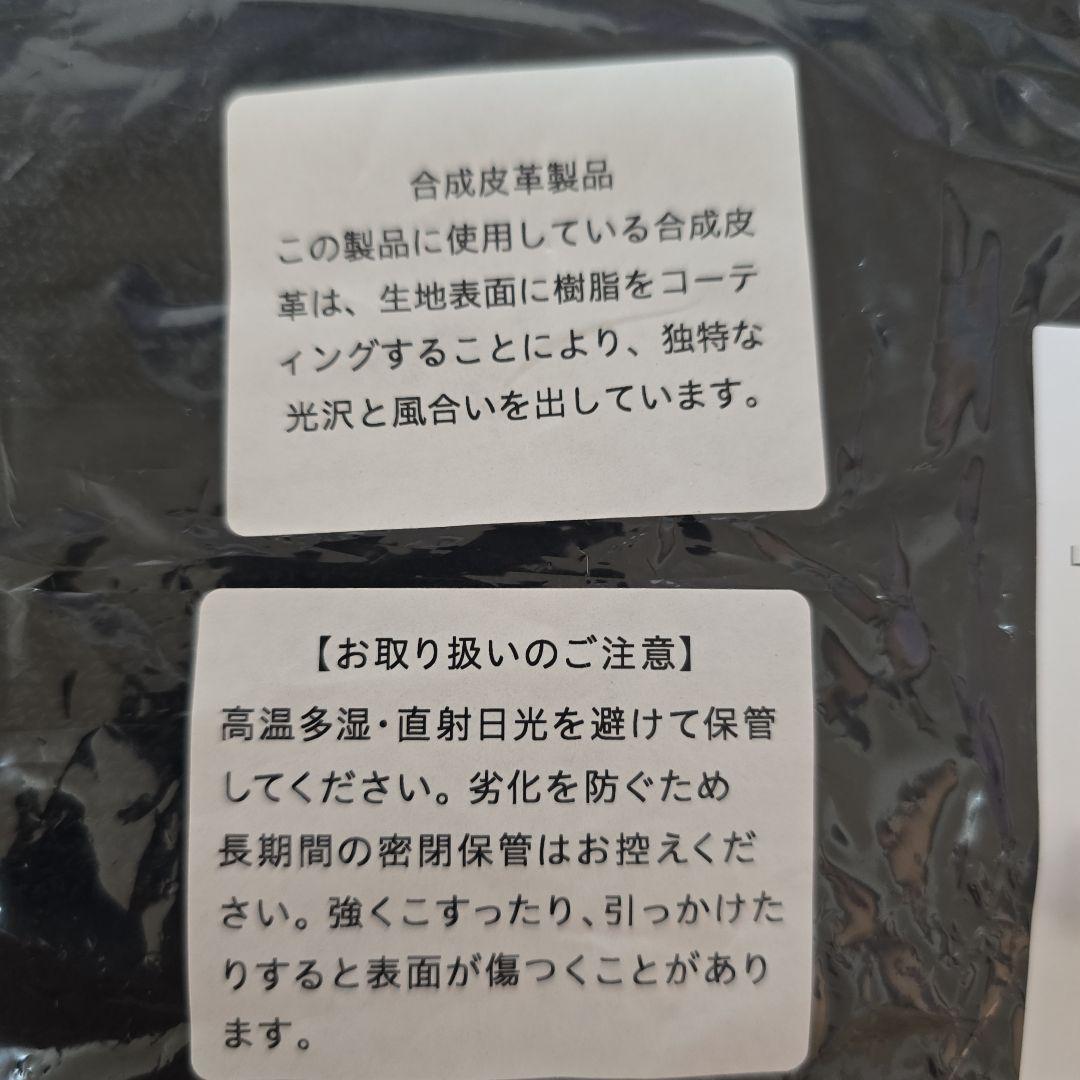 合成皮革製品
この製品に使用している合成皮
革は、生地表面に樹脂をコーテ
ィングすることにより、独特な
光沢と風合いを出しています。
【お取り扱いのご注意】
高温多湿・直射日光を避けて保管
してください。劣化を防ぐため
長期間の密閉保管はお控えくだ
さい。強くこすったり、引っかけた
りすると表面が傷つくことがあり
ます。